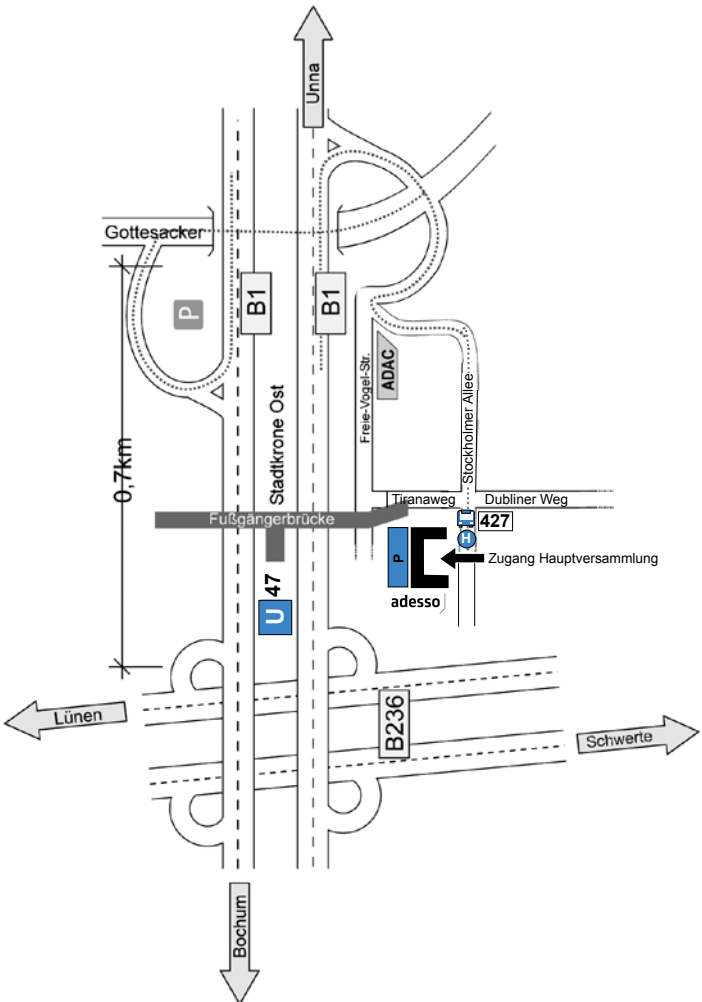 Unna
Gottesacker
P
B1
B1
ADAC
Freie-Vogel-Str.
Stockholmer Allee
Stadtkrone Ost
0,7km
Tiranaweg
Dubliner Weg
Fußgängerbrücke
427
H
P
Zugang Hauptversammlung
adesso
U 47
Lünen
B236
Schwerte
Bochum